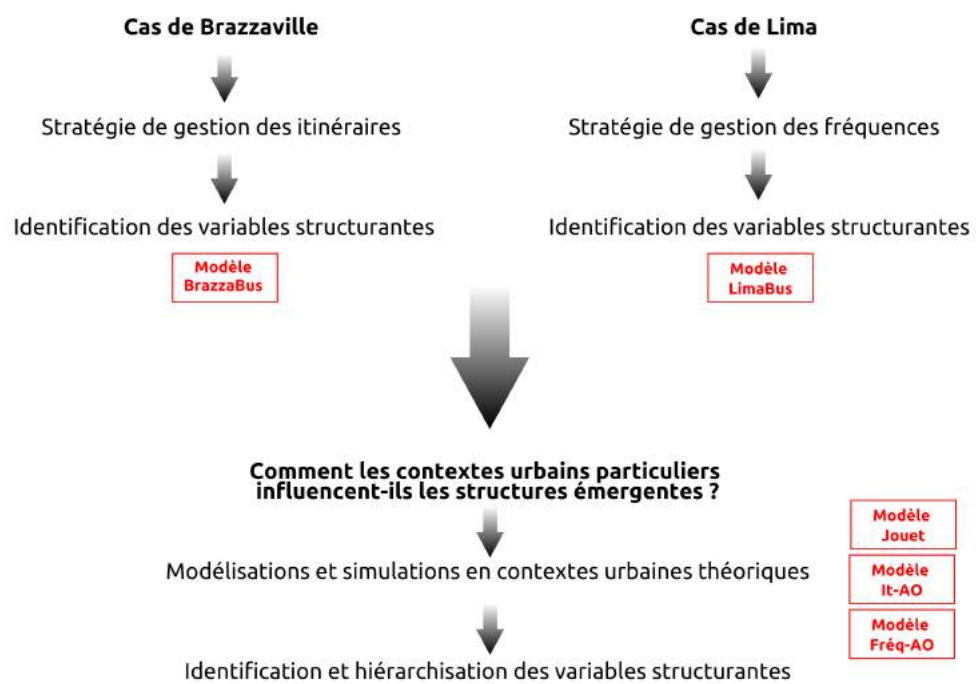 Cas de Brazzaville
Stratégie de gestion des itinéraires
Identification des variables structurantes
Modèle
BrazzaBus
Cas de Lima
Stratégie de gestion des fréquences
Identification des variables structurantes
Modèle
LimaBus
Comment les contextes urbains particuliers
influencent-ils les structures émergentes ?
Modélisations et simulations en contextes urbaines théoriques
Modèle
Jouet
Modèle
It-AO
Modèle
Fréq-AO
Identification et hiérarchisation des variables structurantes